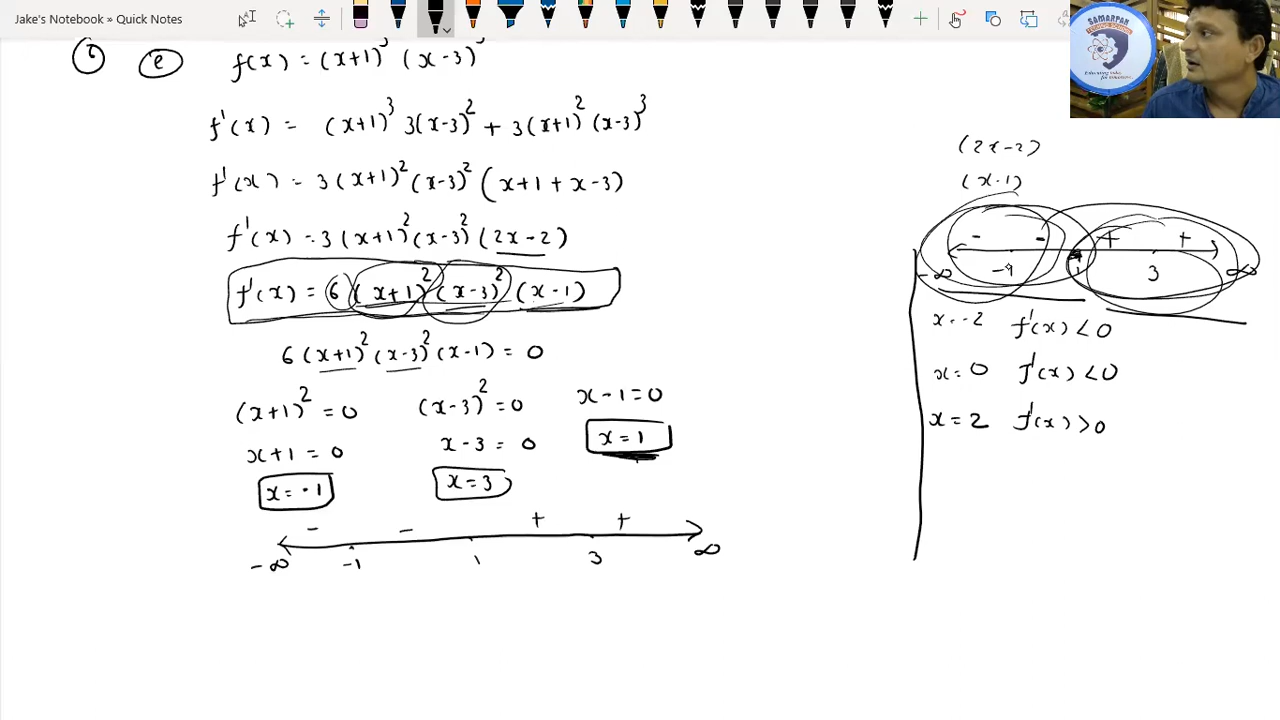 Jake's Notebook » Quick Notes
SAMARPAN
6 e f(x) = (x+1)³ (x-3)³
f'(x) = (x+1)³ 3(x-3)² + 3(x+1)² (x-3)³
f'(x) = 3(x+1)² (x-3)² (x+1 + x-3)
f'(x) = 3(x+1)² (x-3)² (2x-2)
f'(x) = 6 (x+1)² (x-3)² (x-1)
6 (x+1)² (x-3)² (x-1) = 0
(x+1)² = 0 (x-3)² = 0 x-1 = 0
x+1 = 0 x-3 = 0 x = 1
x = -1 x = 3
- - + +
-∞ -1 1 3 ∞
(2x-2)
(x-1)
- - + +
-∞ -1 1 3 ∞
x = -2 f'(x) < 0
x = 0 f'(x) < 0
x = 2 f'(x) > 0